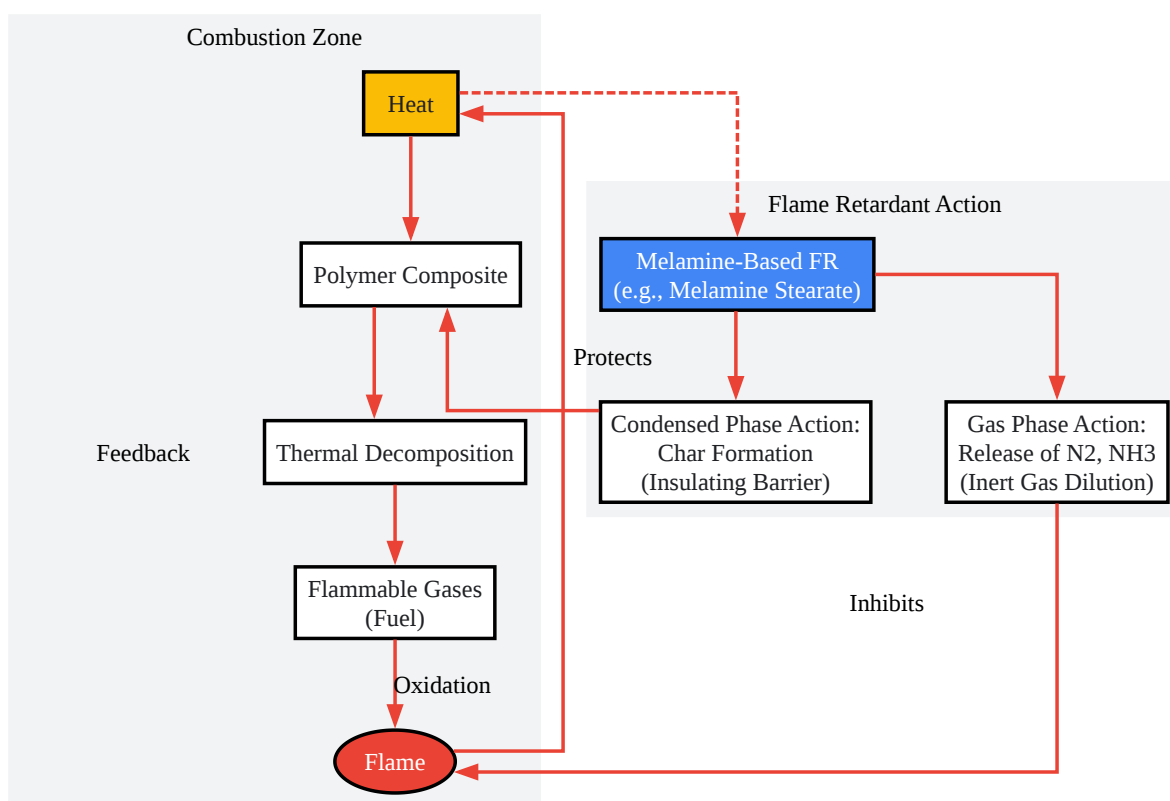 Combustion Zone
Heat
Flame Retardant Action
Melamine-Based FR
(e.g., Melamine Stearate)
Polymer Composite
Protects
Condensed Phase Action:
Char Formation
(Insulating Barrier)
Gas Phase Action:
Release of N2, NH3
(Inert Gas Dilution)
Feedback
Thermal Decomposition
Flammable Gases
(Fuel)
Inhibits
Oxidation
Flame